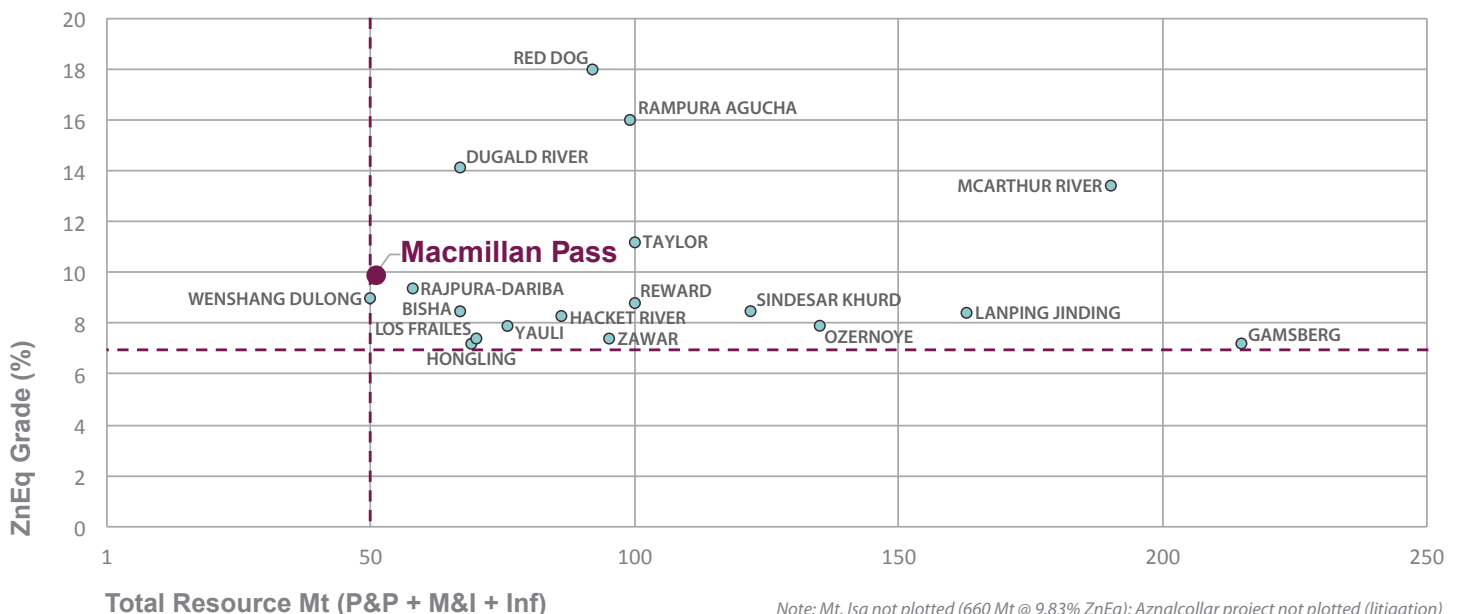 20
18
16
14
12
10
8
6
4
2
0
ZnEq Grade (%)
RED DOG
RAMPURA AGUCHA
DUGALD RIVER
MCARTHUR RIVER
TAYLOR
Macmillan Pass
RAJPURA-DARIBA
WENSHANG DULONG
REWARD
SINDESAR KHURD
BISHA
HACKET RIVER
LANPING JINDING
LOS FRAILES
YAULI
ZAWAR
OZERNOYE
GAMSBERG
HONGLING
1
50
100
150
200
250
Total Resource Mt (P&P + M&I + Inf)
Note: Mt. Isa not plotted (660 Mt @ 9.83% ZnEq); Aznalcollar project not plotted (litigation)